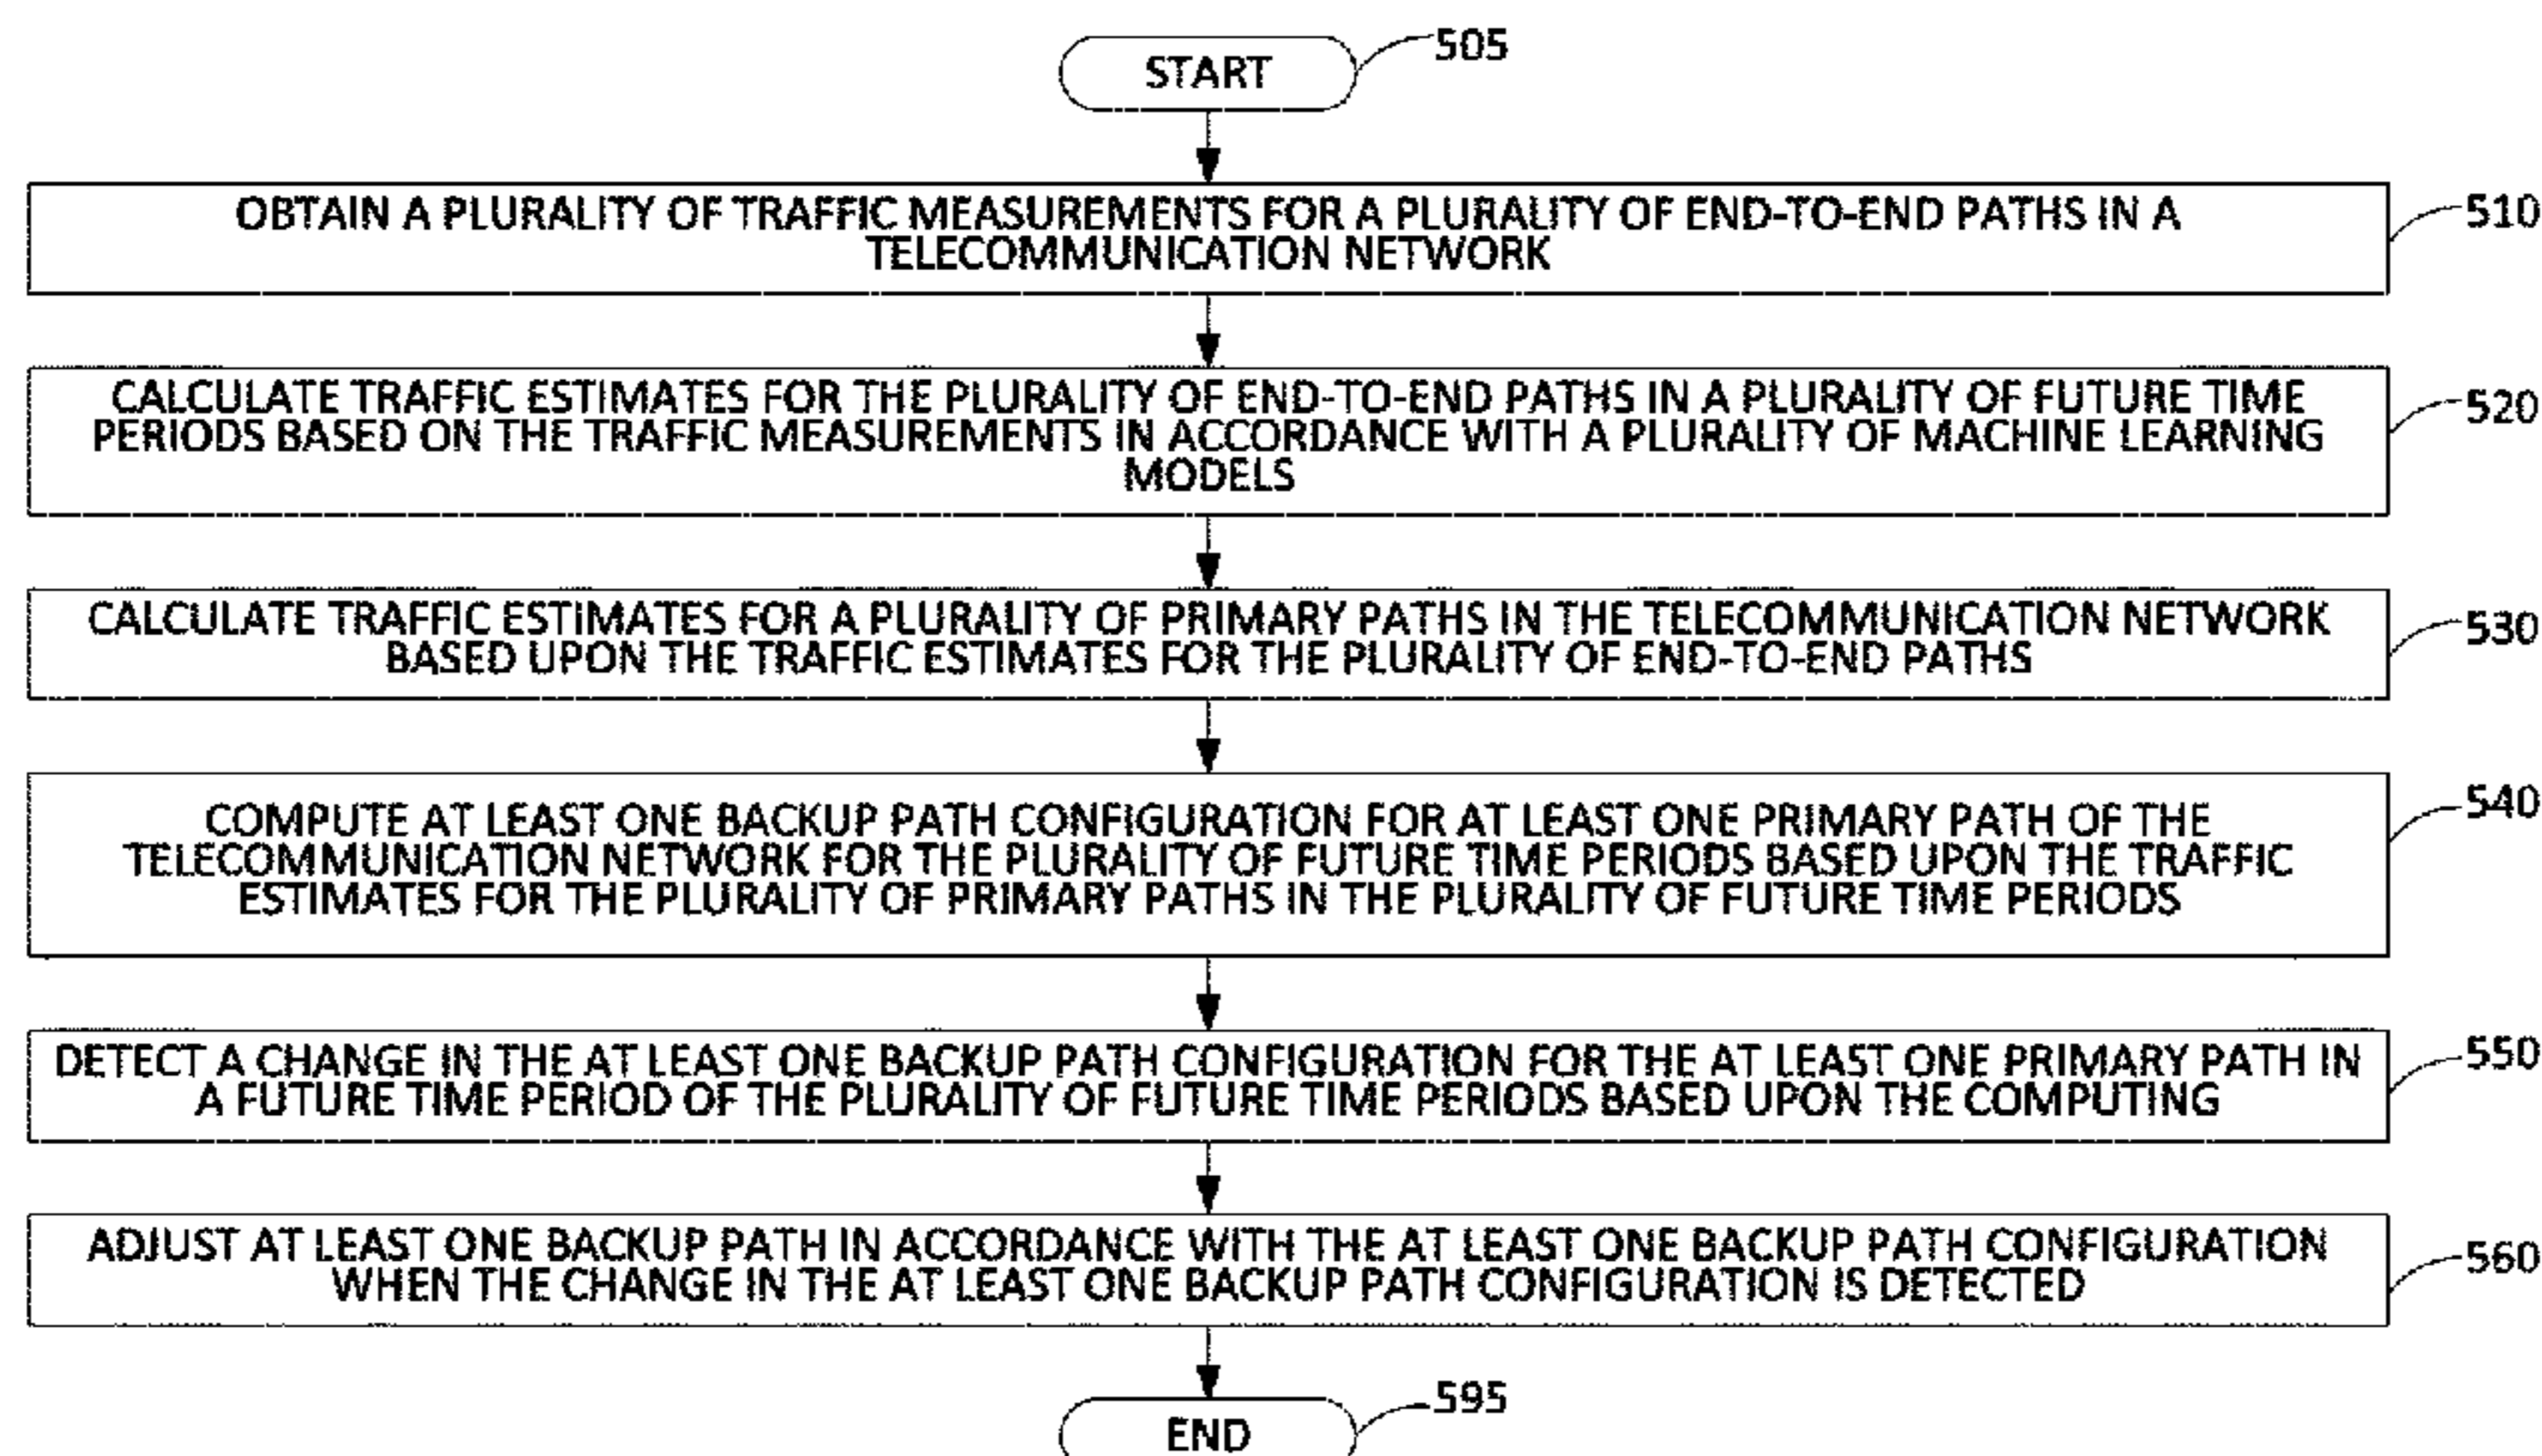 START
505
OBTAIN A PLURALITY OF TRAFFIC MEASUREMENTS FOR A PLURALITY OF END-TO-END PATHS IN A
TELECOMMUNICATION NETWORK
510
CALCULATE TRAFFIC ESTIMATES FOR THE PLURALITY OF END-TO-END PATHS IN A PLURALITY OF FUTURE TIME
PERIODS BASED ON THE TRAFFIC MEASUREMENTS IN ACCORDANCE WITH A PLURALITY OF MACHINE LEARNING
MODELS
520
CALCULATE TRAFFIC ESTIMATES FOR A PLURALITY OF PRIMARY PATHS IN THE TELECOMMUNICATION NETWORK
BASED UPON THE TRAFFIC ESTIMATES FOR THE PLURALITY OF END-TO-END PATHS
530
COMPUTE AT LEAST ONE BACKUP PATH CONFIGURATION FOR AT LEAST ONE PRIMARY PATH OF THE
TELECOMMUNICATION NETWORK FOR THE PLURALITY OF FUTURE TIME PERIODS BASED UPON THE TRAFFIC
ESTIMATES FOR THE PLURALITY OF PRIMARY PATHS IN THE PLURALITY OF FUTURE TIME PERIODS
540
DETECT A CHANGE IN THE AT LEAST ONE BACKUP PATH CONFIGURATION FOR THE AT LEAST ONE PRIMARY PATH IN
A FUTURE TIME PERIOD OF THE PLURALITY OF FUTURE TIME PERIODS BASED UPON THE COMPUTING
550
ADJUST AT LEAST ONE BACKUP PATH IN ACCORDANCE WITH THE AT LEAST ONE BACKUP PATH CONFIGURATION
WHEN THE CHANGE IN THE AT LEAST ONE BACKUP PATH CONFIGURATION IS DETECTED
560
END
595